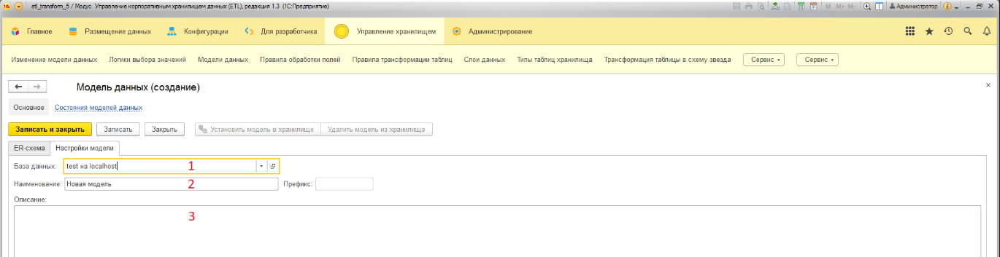 etl_transform_5 / Модус. Управление корпоративным хранилищем данных (ETL), редакция 1.3 (1С:Предприятие) M M+ M- Администратор
Главное Размещение данных Конфигурации Для разработчика Управление хранилищем Администрирование
Изменение модели данных Логики выбора значений Модели данных Правила обработки полей Правила трансформации таблиц Слои данных Типы таблиц хранилища Трансформация таблицы в схему звезда Сервис Сервис
Модель данных (создание)
Основное Состояния моделей данных
Записать и закрыть Записать Закрыть Установить модель в хранилище Удалить модель из хранилища
ER-схема Настройки модели
База данных: test на localhost 1
Наименование: Новая модель 2 Префикс:
Описание:
3